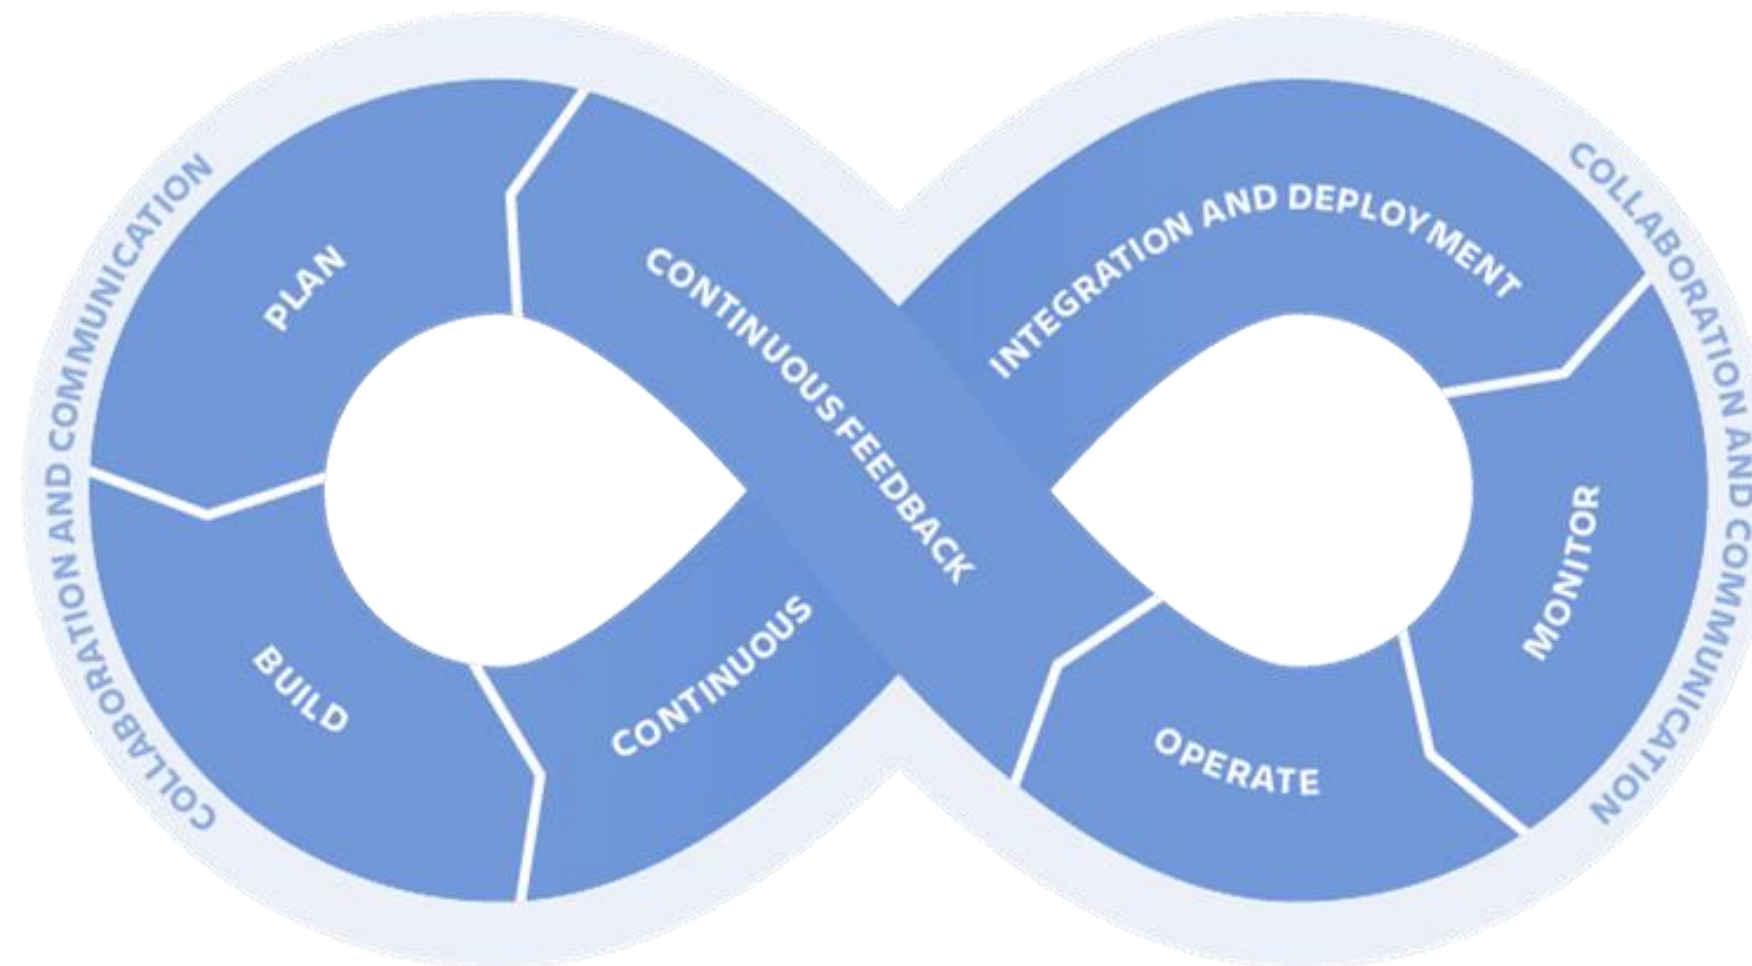 COLLABORATION AND COMMUNICATION
PLAN
BUILD
CONTINUOUS
INTEGRATION AND DEPLOYMENT
MONITOR
OPERATE
CONTINUOUS FEEDBACK
COLLABORATION AND COMMUNICATION